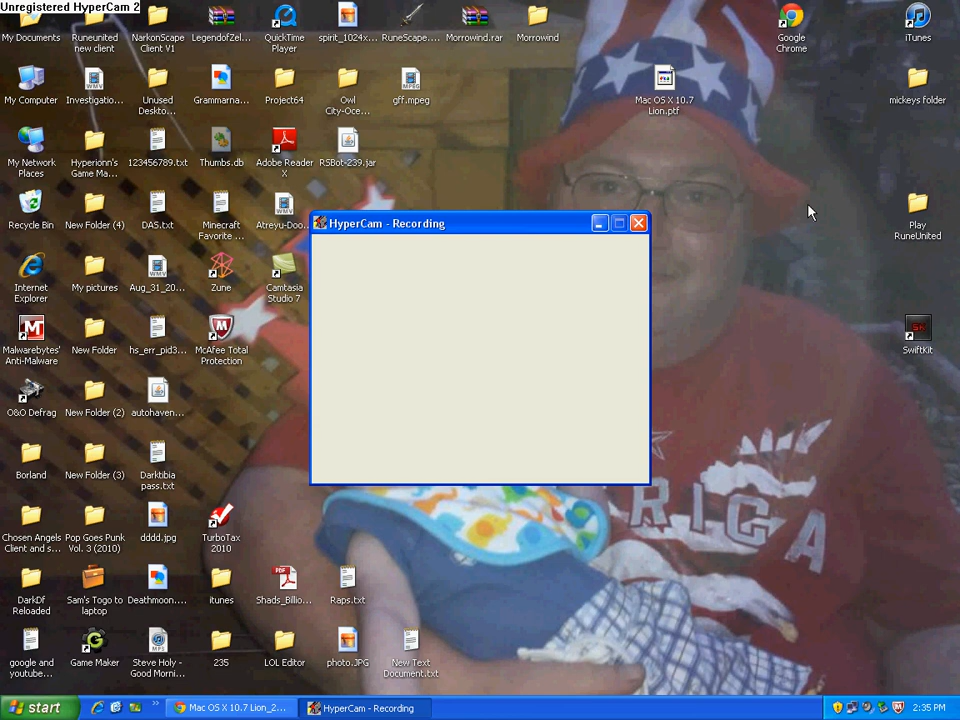 Unregistered HyperCam 2
My Documents
Runeunited
new client
NarkonScape
Client V1
LegendofZel...
QuickTime
Player
spirit_1024x...
RuneScape....
Morrowind.rar
Morrowind
Google
Chrome
iTunes
My Computer
Investigatio...
Unused
Deskto...
Grammarna...
Project64
Owl
City-Oce...
gff.mpeg
Mac OS X 10.7
Lion.ptf
mickeys folder
My Network
Places
Hyperionn's
Game Ma...
123456789.txt
Thumbs.db
Adobe Reader
X
RSBot-239.jar
Recycle Bin
New Folder (4)
DAS.txt
Minecraft
Favorite ...
Atreyu-Doo...
HyperCam - Recording
Play
RuneUnited
Internet
Explorer
My pictures
Aug_31_20...
Zune
Camtasia
Studio 7
Malwarebytes'
Anti-Malware
New Folder
hs_err_pid3...
McAfee Total
Protection
SwiftKit
O&O Defrag
New Folder (2)
autohaven...
Borland
New Folder (3)
Darktibia
pass.txt
RICA
Chosen Angels
Client and s...
Pop Goes Punk
Vol. 3 (2010)
dddd.jpg
TurboTax
2010
DarkDf
Reloaded
Sam's Togo to
laptop
Deathmoon....
itunes
Shads_Billio...
Raps.txt
google and
youtube...
Game Maker
Steve Holy -
Good Morni...
235
LOL Editor
photo.JPG
New Text
Document.txt
start
Mac OS X 10.7 Lion_2...
HyperCam - Recording
2:35 PM